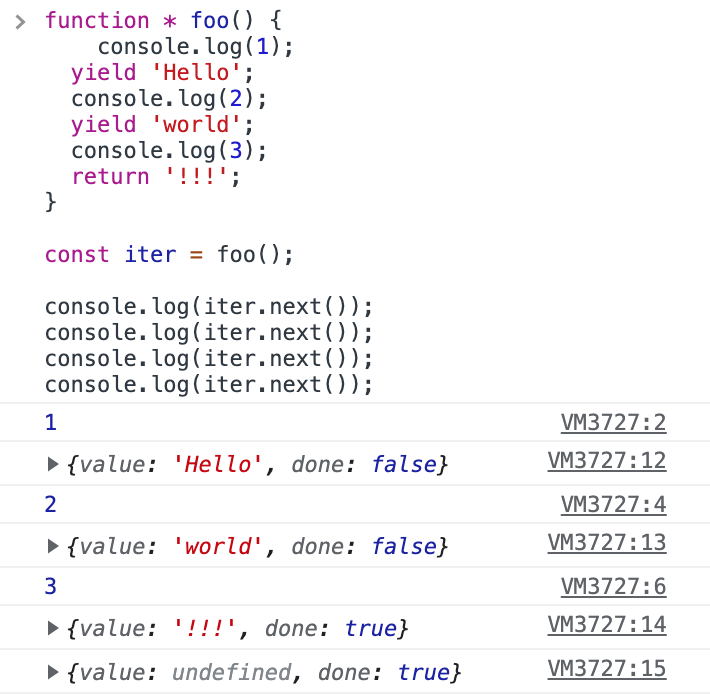 function * foo() {
    console.log(1);
  yield 'Hello';
  console.log(2);
  yield 'world';
  console.log(3);
  return '!!!';
}
const iter = foo();
console.log(iter.next());
console.log(iter.next());
console.log(iter.next());
console.log(iter.next());
1 VM3727:2
{value: 'Hello', done: false} VM3727:12
2 VM3727:4
{value: 'world', done: false} VM3727:13
3 VM3727:6
{value: '!!!', done: true} VM3727:14
{value: undefined, done: true} VM3727:15